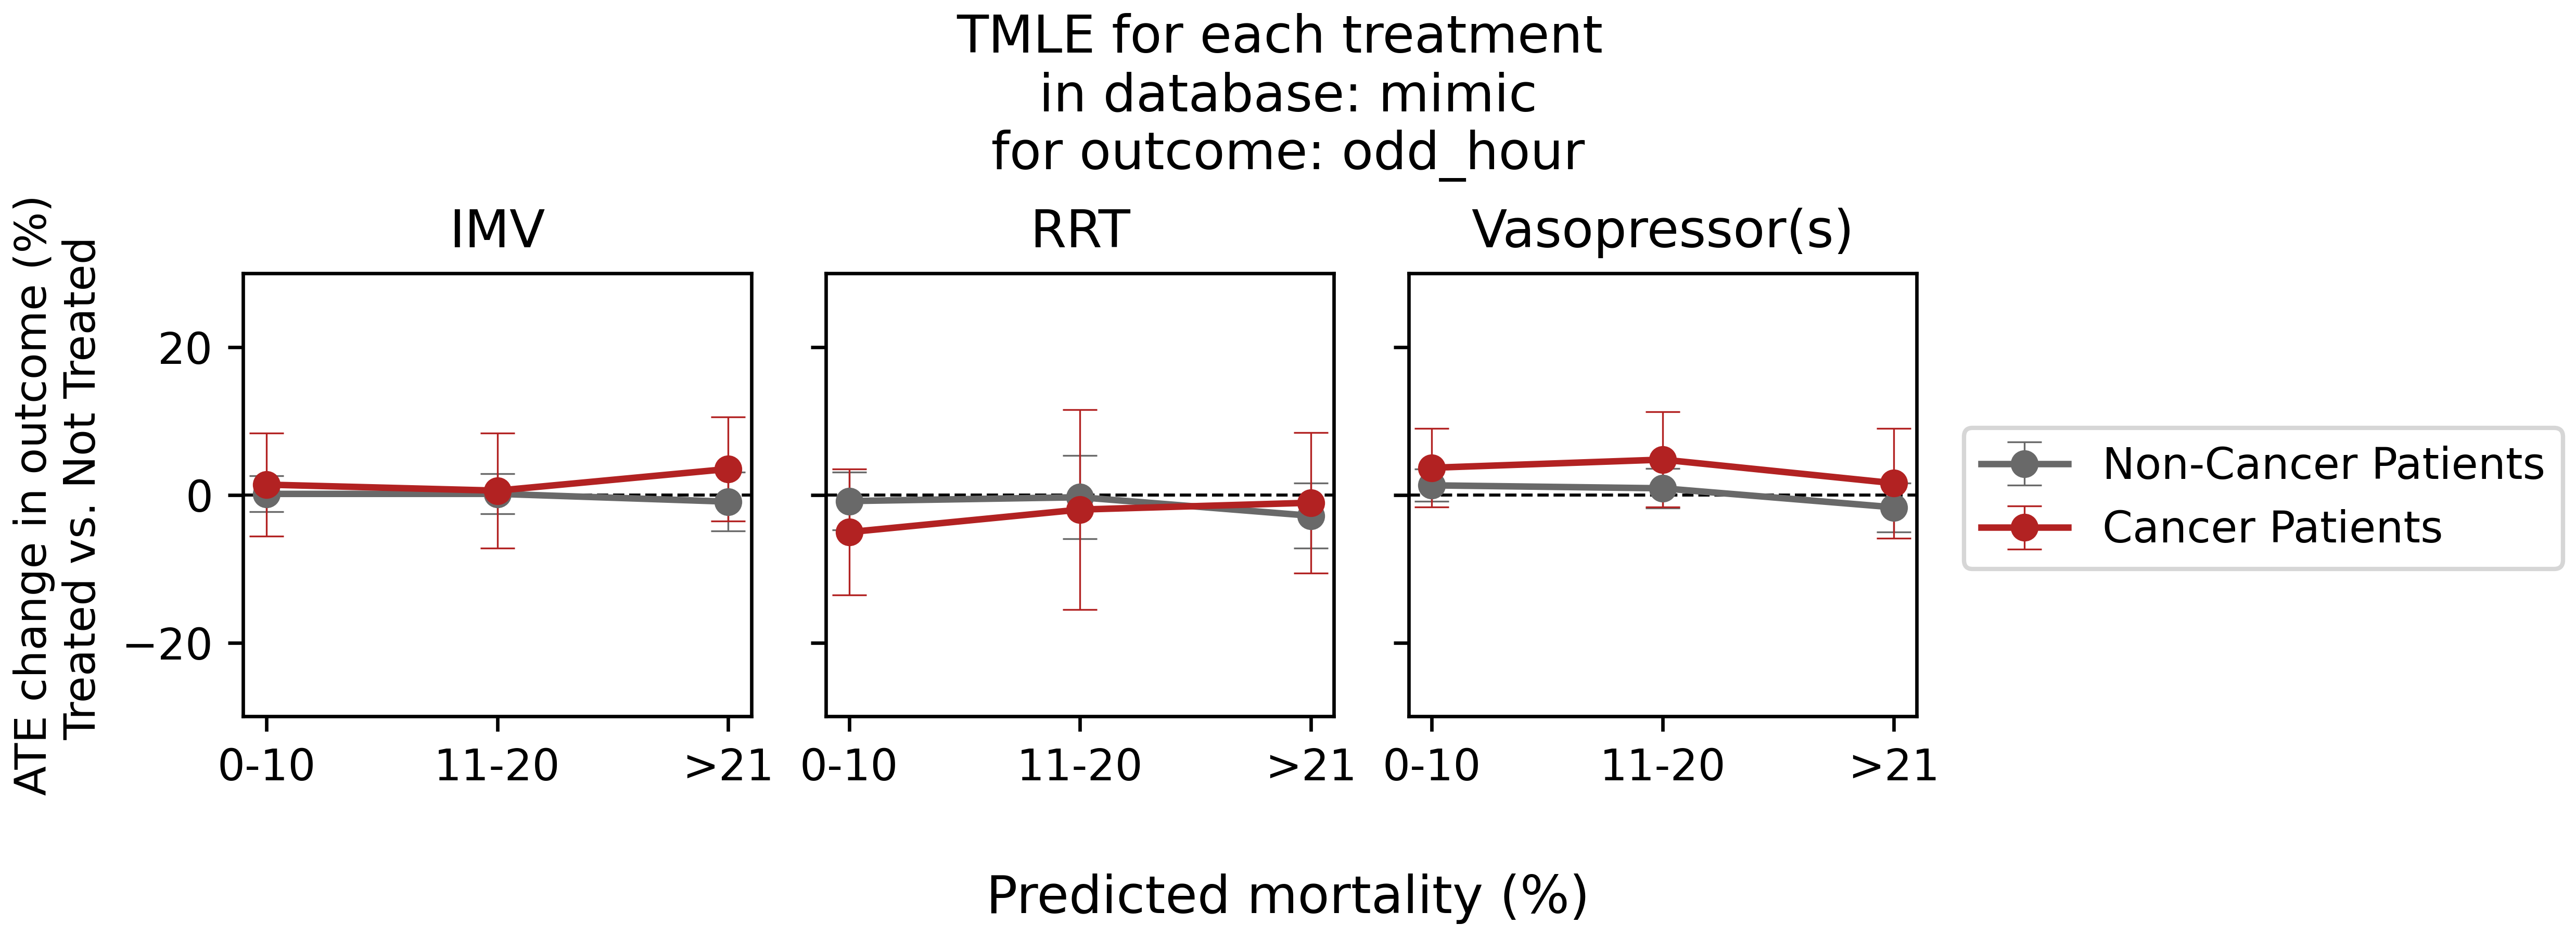 TMLE for each treatment
in database: mimic
for outcome: odd_hour
ATE change in outcome (%)
Treated vs. Not Treated
IMV
RRT
Vasopressor(s)
20
0
−20
0-10
11-20
>21
0-10
11-20
>21
0-10
11-20
>21
Non-Cancer Patients
Cancer Patients
Predicted mortality (%)